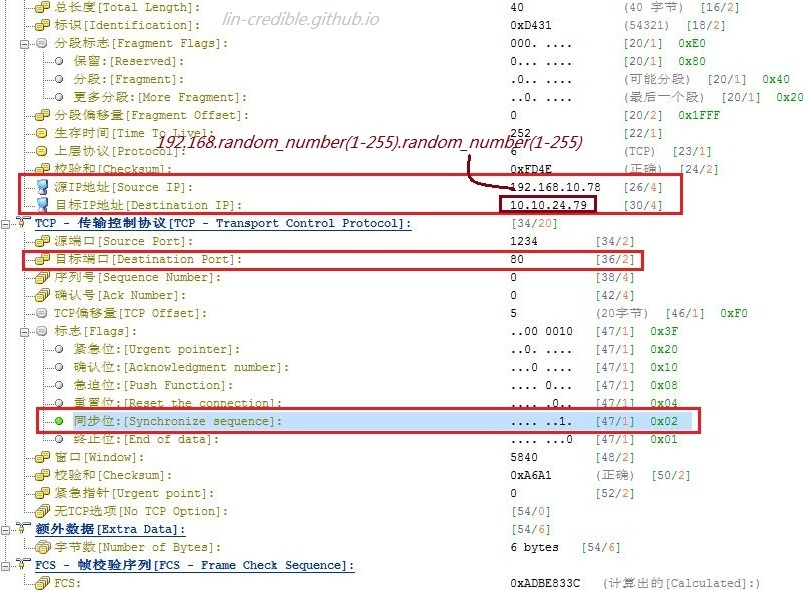 总长度[Total Length]: 40 (40 字节) [16/2]
lin-credible.github.io
标识[Identification]: 0xD431 (54321) [18/2]
分段标志[Fragment Flags]: 000. .... [20/1] 0xE0
保留:[Reserved]: 0... .... [20/1] 0x80
分段:[Fragment]: .0.. .... (可能分段) [20/1] 0x40
更多分段:[More Fragment]: ..0. .... (最后一个段) [20/1] 0x20
分段偏移量[Fragment Offset]: 0 [20/2] 0x1FFF
生存时间[Time To Live]: 252 [22/1]
192.168.random_number(1-255).random_number(1-255)
上层协议[Protocol]: 6 (TCP) [23/1]
校验和[Checksum]: 0xFD4E (正确) [24/2]
源IP地址[Source IP]: 192.168.10.78 [26/4]
目标IP地址[Destination IP]: 10.10.24.79 [30/4]
TCP - 传输控制协议[TCP - Transport Control Protocol]: [34/20]
源端口[Source Port]: 1234 [34/2]
目标端口[Destination Port]: 80 [36/2]
序列号[Sequence Number]: 0 [38/4]
确认号[Ack Number]: 0 [42/4]
TCP偏移量[TCP Offset]: 5 (20字节) [46/1] 0xF0
标志[Flags]: ..00 0010 [47/1] 0x3F
紧急位:[Urgent pointer]: ..0. .... [47/1] 0x20
确认位:[Acknowledgment number]: ...0 .... [47/1] 0x10
急迫位:[Push Function]: .... 0... [47/1] 0x08
重置位:[Reset the connection]: .... .0.. [47/1] 0x04
同步位:[Synchronize sequence]: .... ..1. [47/1] 0x02
终止位:[End of data]: .... ...0 [47/1] 0x01
窗口[Window]: 5840 [48/2]
校验和[Checksum]: 0xA6A1 (正确) [50/2]
紧急指针[Urgent point]: 0 [52/2]
无TCP选项[No TCP Option]: [54/0]
额外数据[Extra Data]: [54/6]
字节数[Number of Bytes]: 6 bytes [54/6]
FCS - 帧校验序列[FCS - Frame Check Sequence]:
FCS: 0xADBE833C (计算出的[Calculated]:)